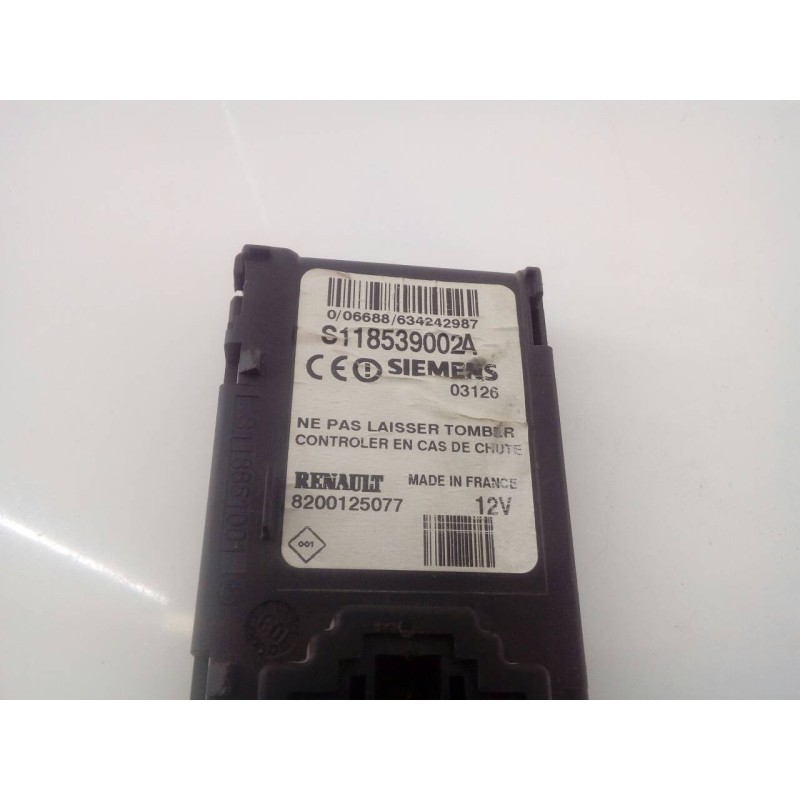 0/06688/634242987
S118539002A
CE SIEMENS
03126
NE PAS LAISSER TOMBER
CONTROLER EN CAS DE CHUTE
RENAULT MADE IN FRANCE
8200125077 12V
001